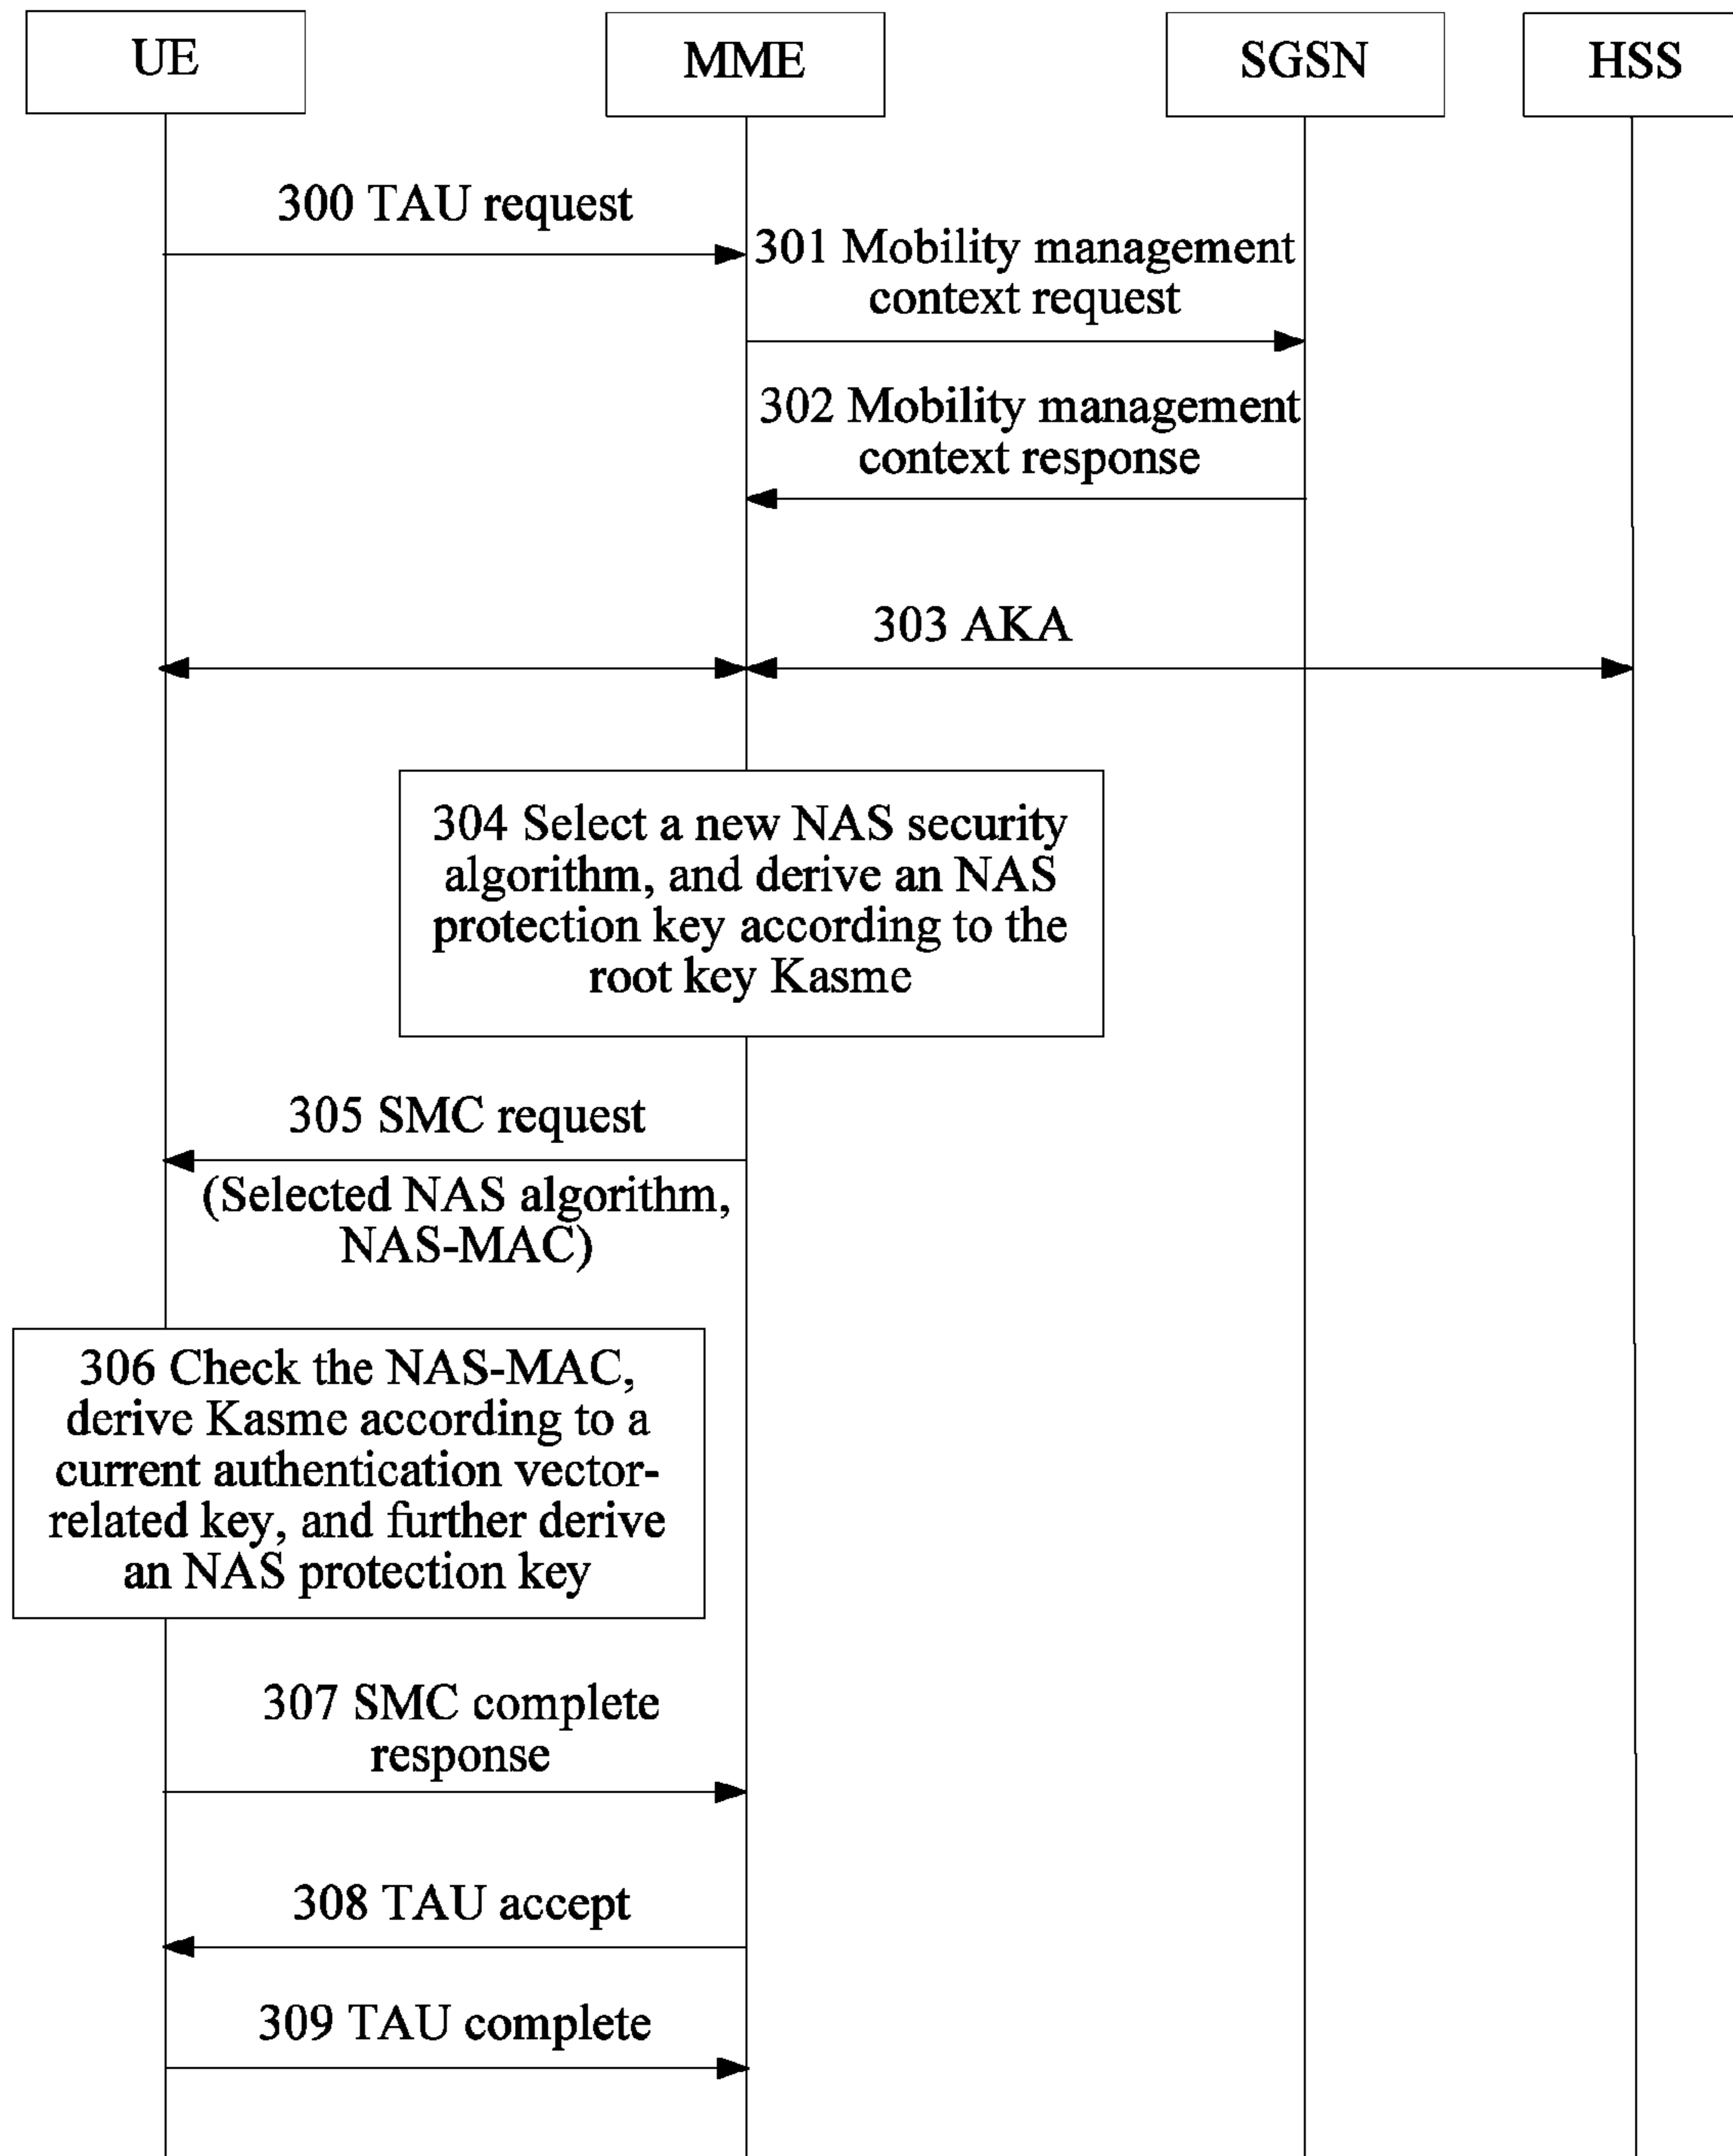 UE
MME
SGSN
HSS
300 TAU request
301 Mobility management
context request
302 Mobility management
context response
303 AKA
304 Select a new NAS security
algorithm, and derive an NAS
protection key according to the
root key Kasme
305 SMC request
(Selected NAS algorithm,
NAS-MAC)
306 Check the NAS-MAC,
derive Kasme according to a
current authentication vector-
related key, and further derive
an NAS protection key
307 SMC complete
response
308 TAU accept
309 TAU complete